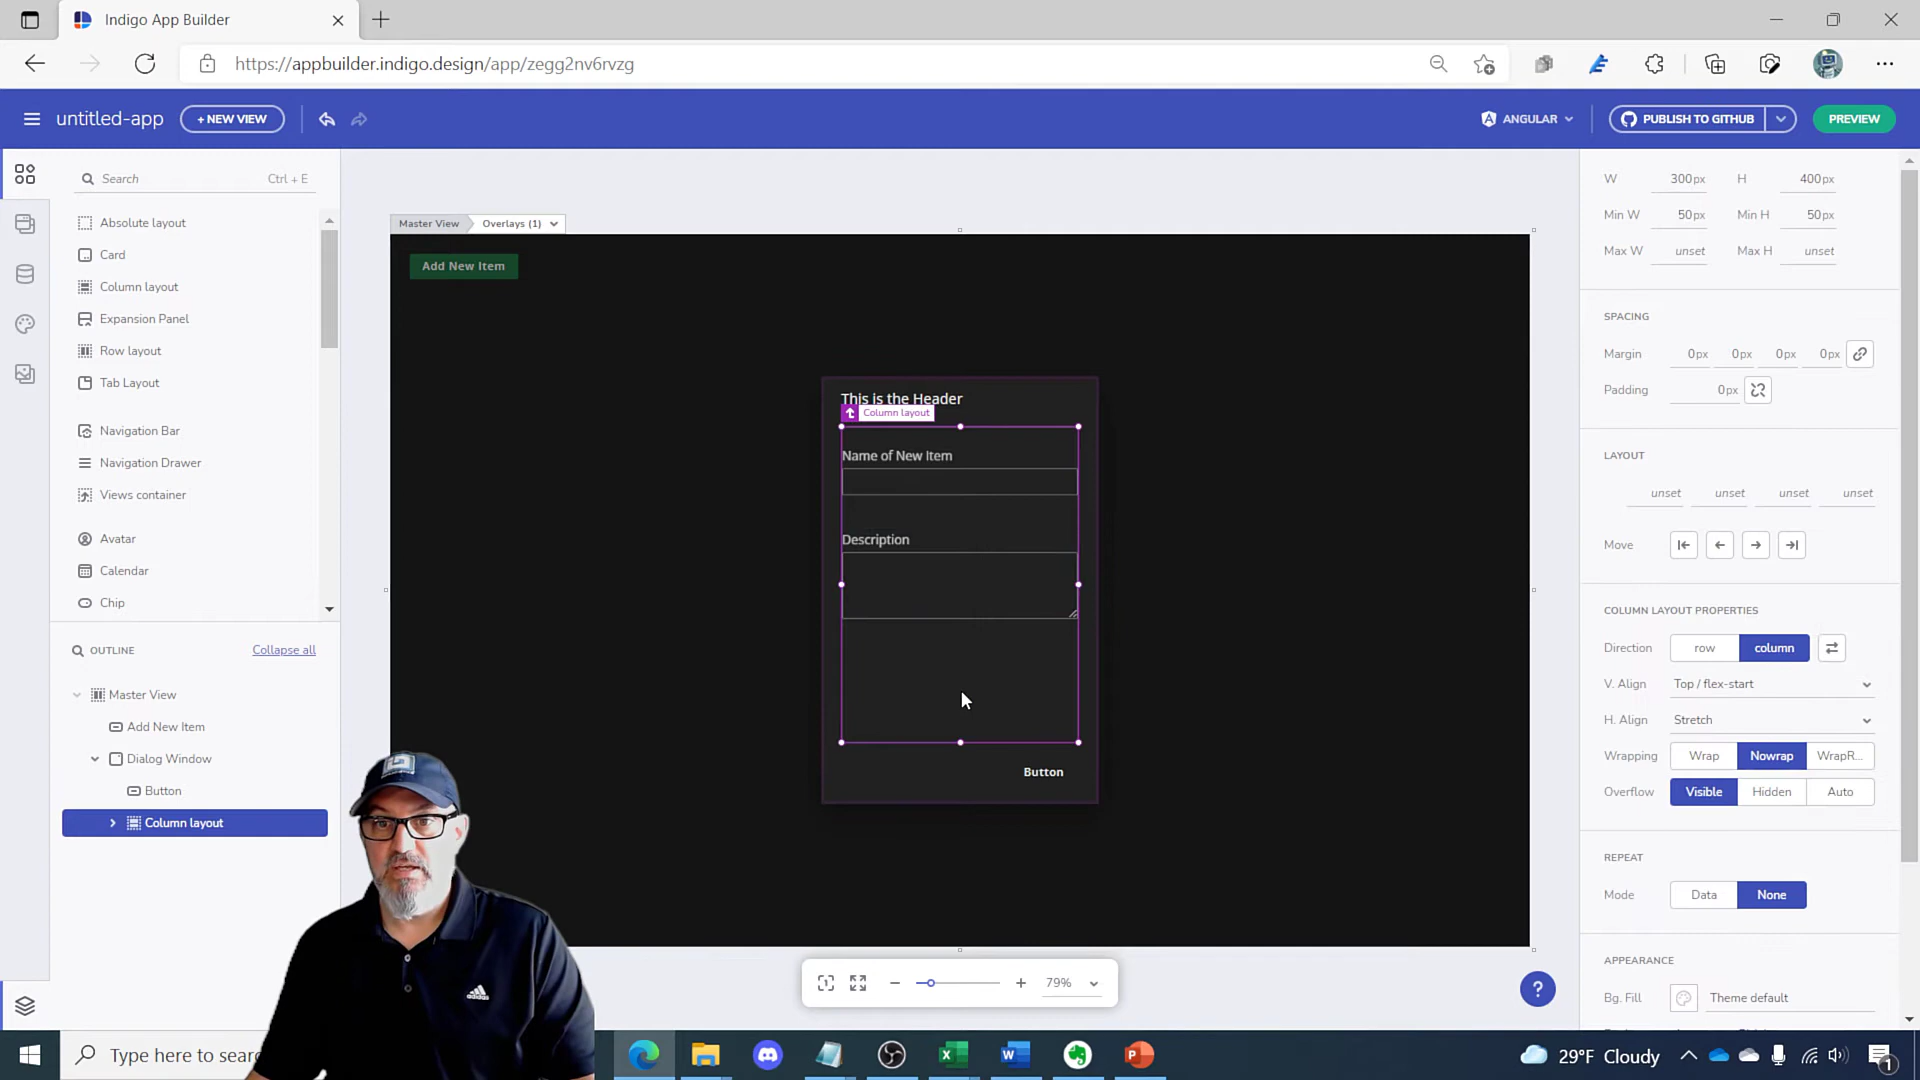 Indigo App Builder
https://appbuilder.indigo.design/app/zegg2nv6rvzg
untitled-app
+ NEW VIEW
ANGULAR
PUBLISH TO GITHUB
PREVIEW
Search
Ctrl + E
Absolute layout
Card
Column layout
Expansion Panel
Row layout
Tab Layout
Navigation Bar
Navigation Drawer
Views container
Avatar
Calendar
Chip
OUTLINE
Collapse all
Master View
Add New Item
Dialog Window
Button
Column layout
Master View
Overlays (1)
Add New Item
This is the Header
Column layout
Name of New Item
Description
Button
79%
?
W 300px H 400px
Min W 50px Min H 50px
Max W unset Max H unset
SPACING
Margin 0px 0px 0px 0px
Padding 0px
LAYOUT
unset unset unset unset
Move
COLUMN LAYOUT PROPERTIES
Direction row column
V. Align Top / flex-start
H. Align Stretch
Wrapping Wrap Nowrap WrapR...
Overflow Visible Hidden Auto
REPEAT
Mode Data None
APPEARANCE
Bg. Fill Theme default
adidas
Type here to sear
29°F Cloudy
1